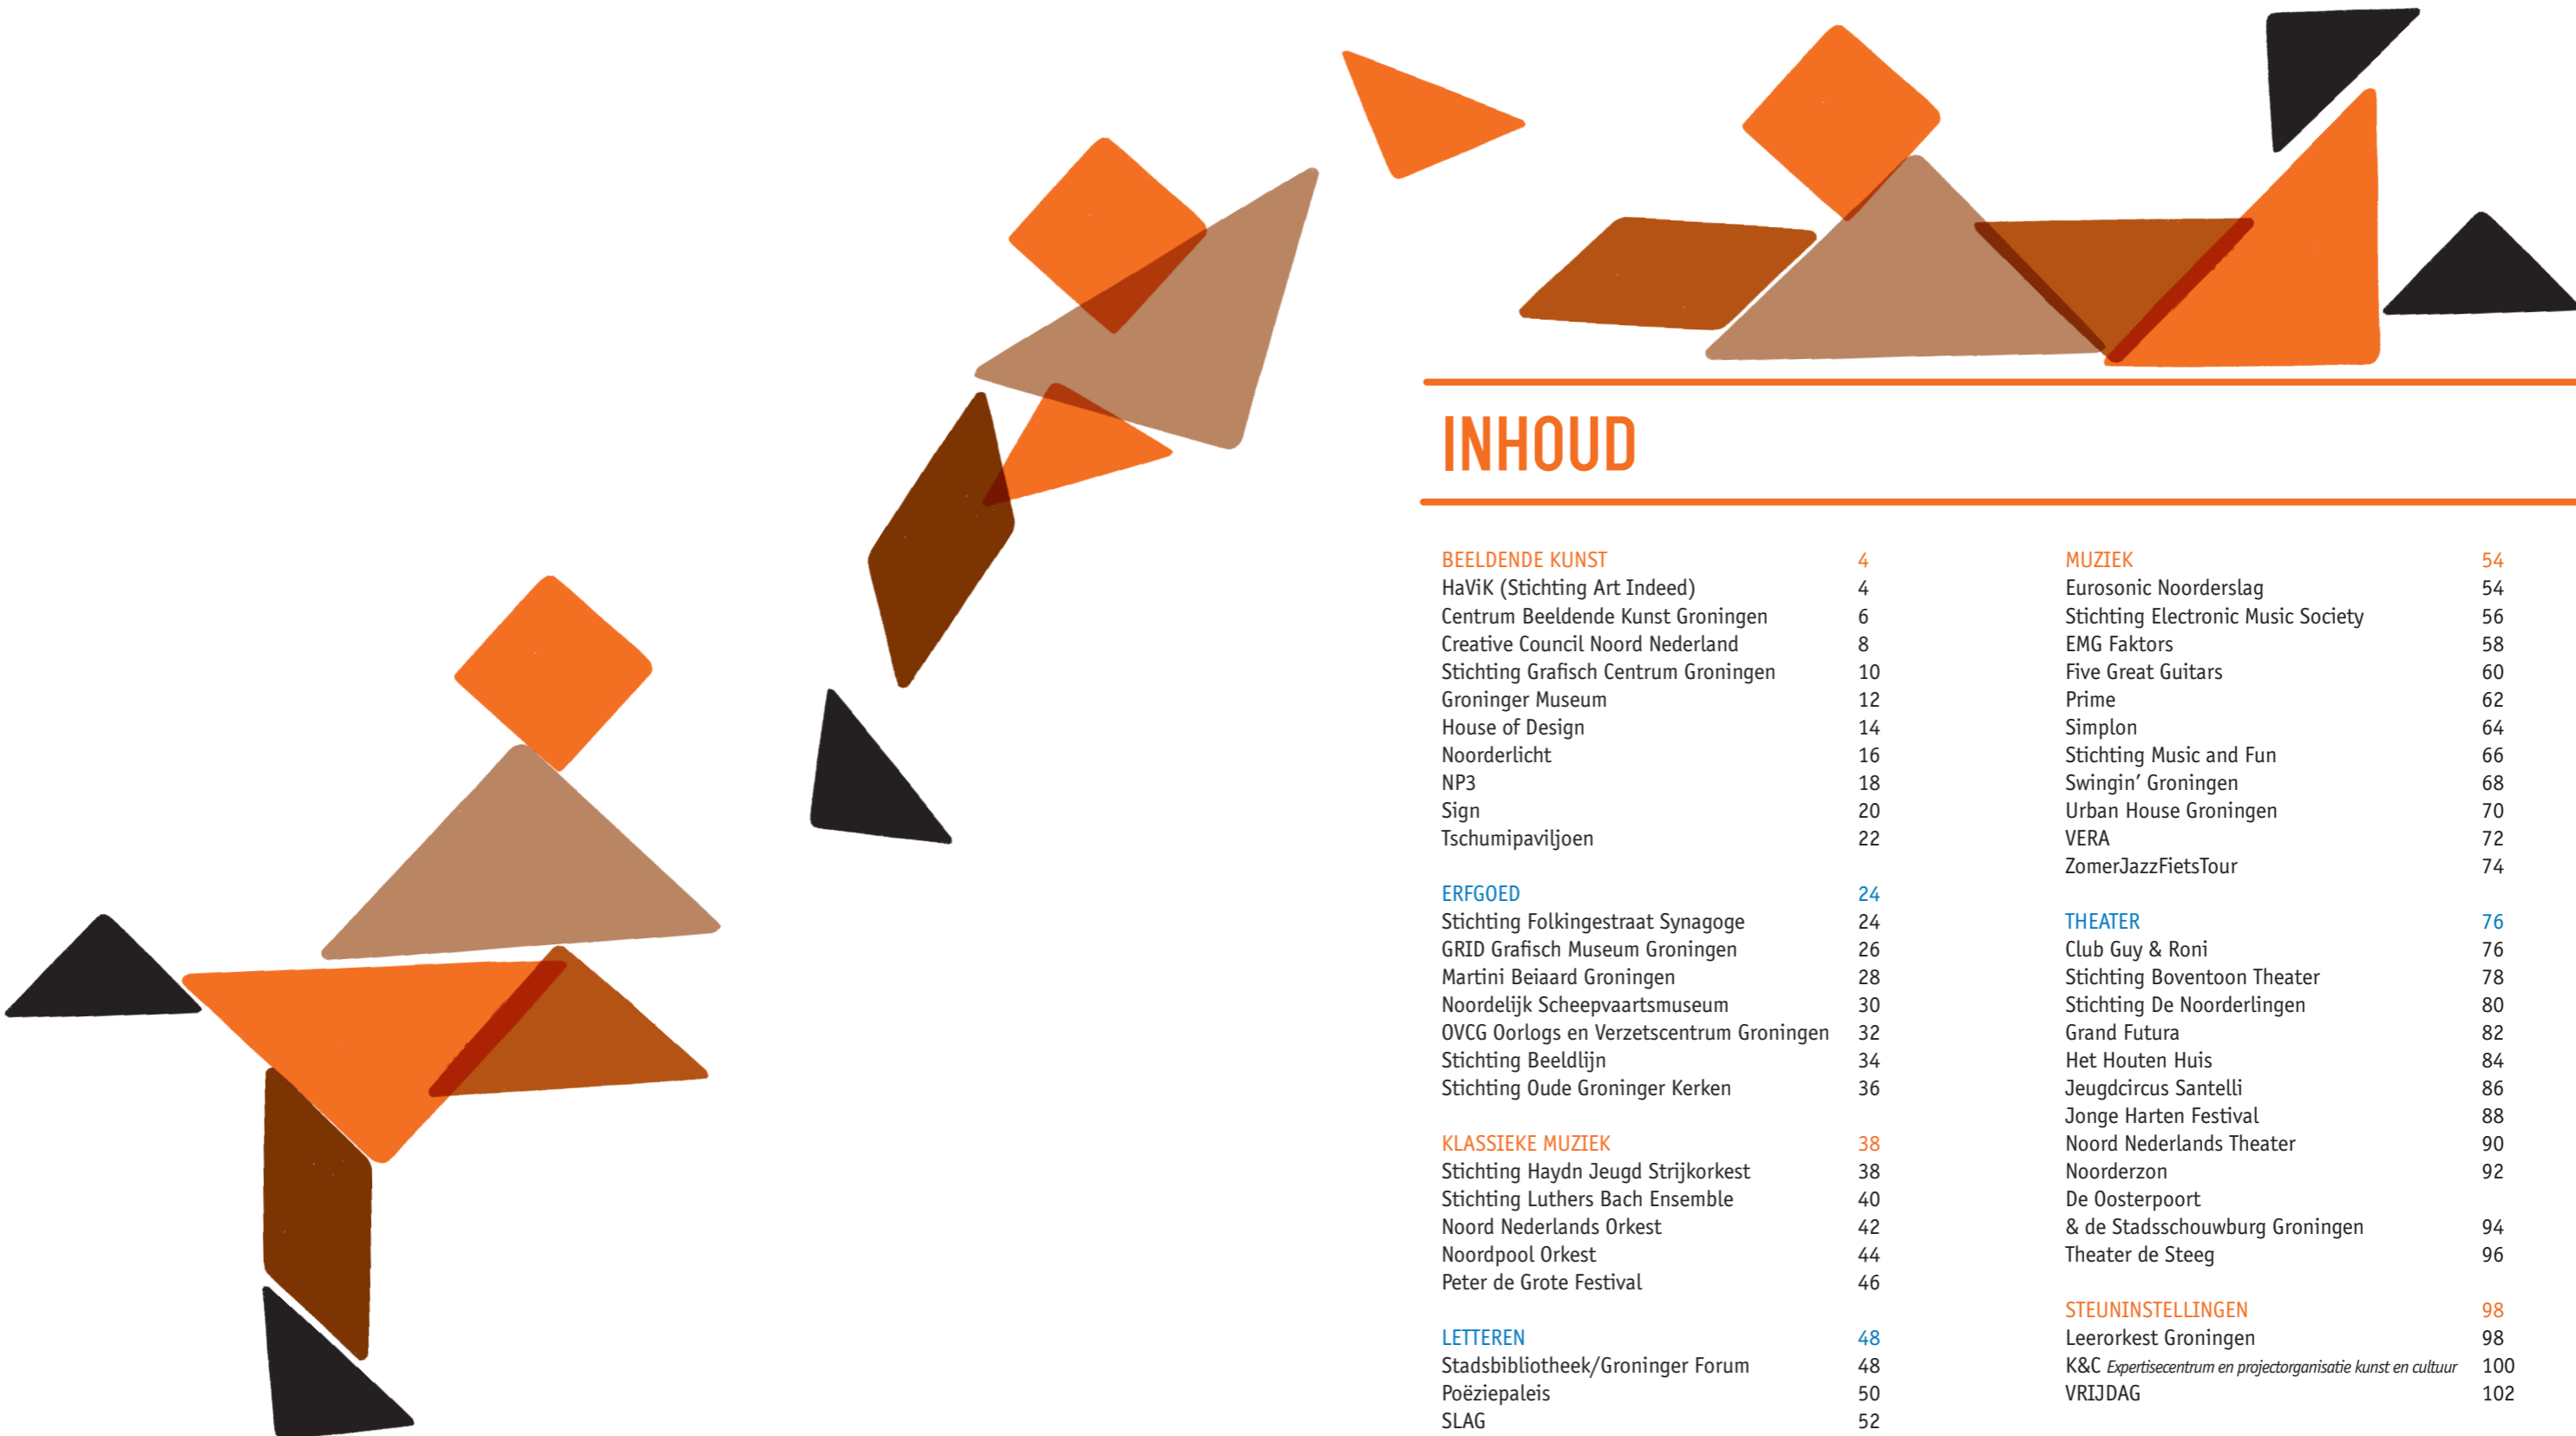 INHOUD
BEELDENDE KUNST 4
HaViK (Stichting Art Indeed) 4
Centrum Beeldende Kunst Groningen 6
Creative Council Noord Nederland 8
Stichting Grafisch Centrum Groningen 10
Groninger Museum 12
House of Design 14
Noorderlicht 16
NP3 18
Sign 20
Tschumipaviljoen 22
ERFGOED 24
Stichting Folkingestraat Synagoge 24
GRID Grafisch Museum Groningen 26
Martini Beiaard Groningen 28
Noordelijk Scheepvaartsmuseum 30
OVCG Oorlogs en Verzetscentrum Groningen 32
Stichting Beeldlijn 34
Stichting Oude Groninger Kerken 36
KLASSIEKE MUZIEK 38
Stichting Haydn Jeugd Strijkorkest 38
Stichting Luthers Bach Ensemble 40
Noord Nederlands Orkest 42
Noordpool Orkest 44
Peter de Grote Festival 46
LETTEREN 48
Stadsbibliotheek/Groninger Forum 48
Poëziepaleis 50
SLAG 52
MUZIEK 54
Eurosonic Noorderslag 54
Stichting Electronic Music Society 56
EMG Faktors 58
Five Great Guitars 60
Prime 62
Simplon 64
Stichting Music and Fun 66
Swingin’ Groningen 68
Urban House Groningen 70
VERA 72
ZomerJazzFietsTour 74
THEATER 76
Club Guy & Roni 76
Stichting Boventoon Theater 78
Stichting De Noorderlingen 80
Grand Futura 82
Het Houten Huis 84
Jeugdcircus Santelli 86
Jonge Harten Festival 88
Noord Nederlands Theater 90
Noorderzon 92
De Oosterpoort
& de Stadsschouwburg Groningen 94
Theater de Steeg 96
STEUNINSTELLINGEN 98
Leerorkest Groningen 98
K&C Expertisecentrum en projectorganisatie kunst en cultuur 100
VRIJDAG 102